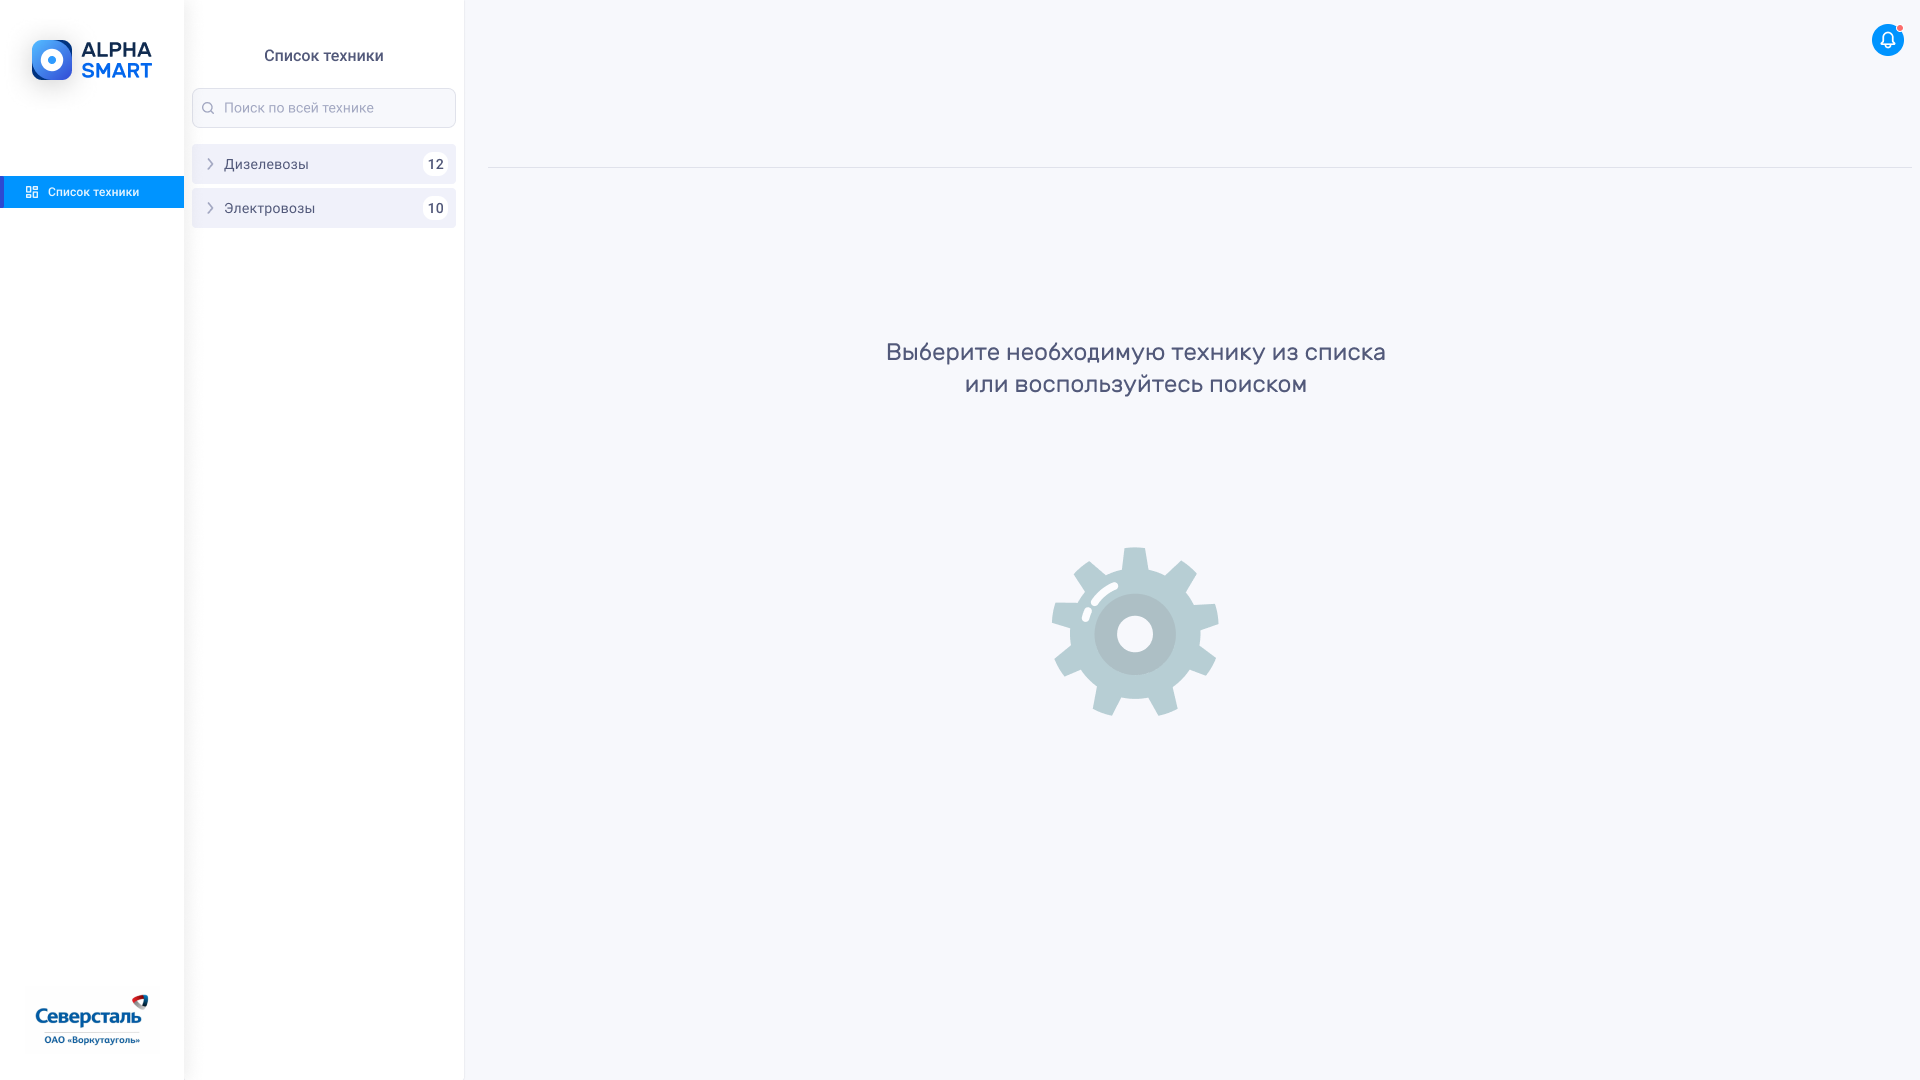 ALPHA
SMART
Список техники
Список техники
Поиск по всей технике
Дизелевозы 12
Электровозы 10
Выберите необходимую технику из списка
или воспользуйтесь поиском
Северсталь
ОАО «Воркутауголь»